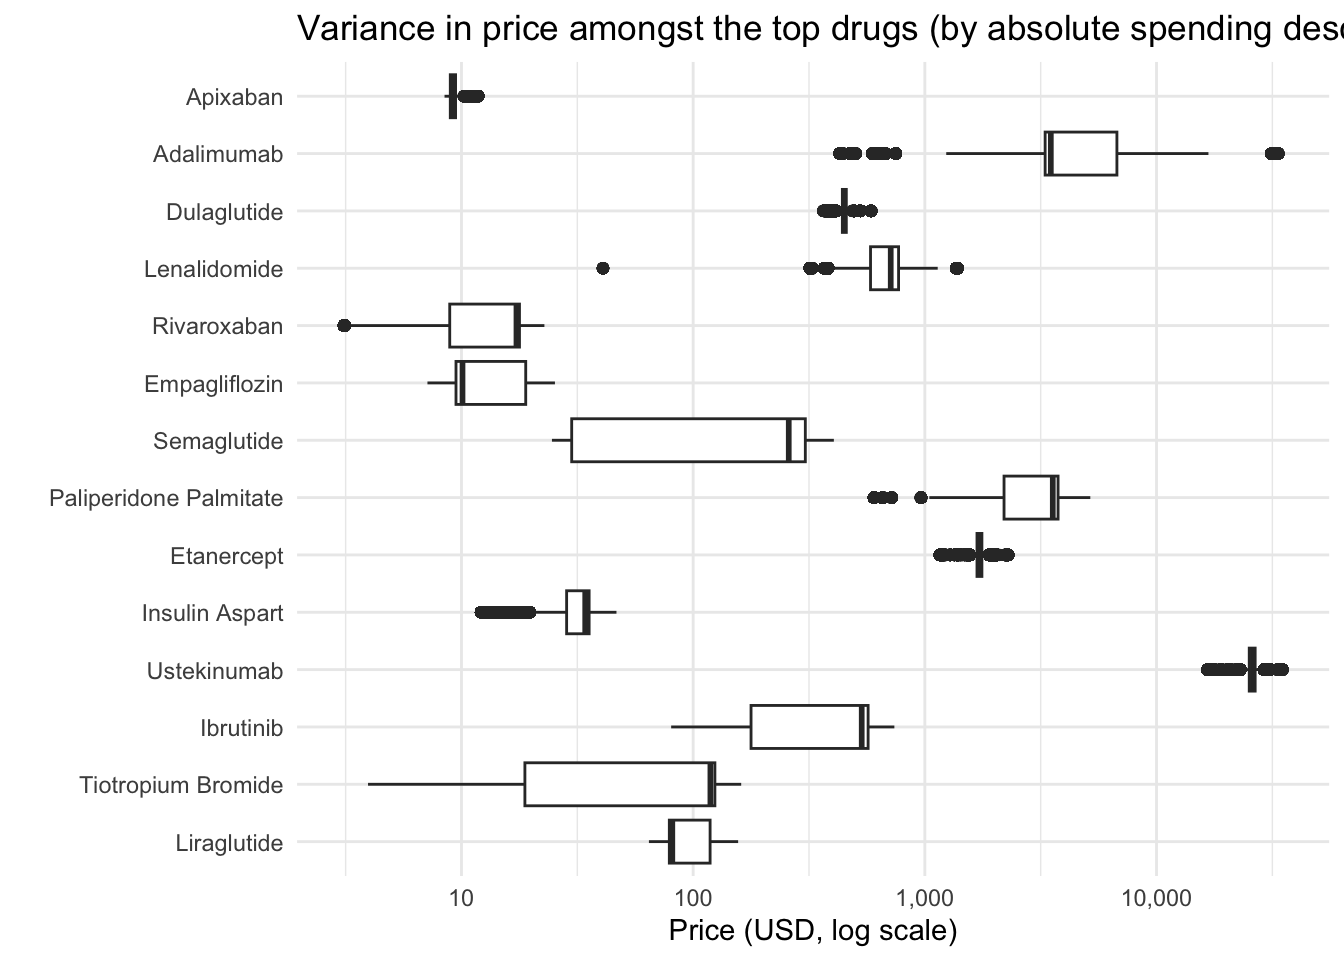 Variance in price amongst the top drugs (by absolute spending desc
Apixaban
Adalimumab
Dulaglutide
Lenalidomide
Rivaroxaban
Empagliflozin
Semaglutide
Paliperidone Palmitate
Etanercept
Insulin Aspart
Ustekinumab
Ibrutinib
Tiotropium Bromide
Liraglutide
10 100 1,000 10,000
Price (USD, log scale)